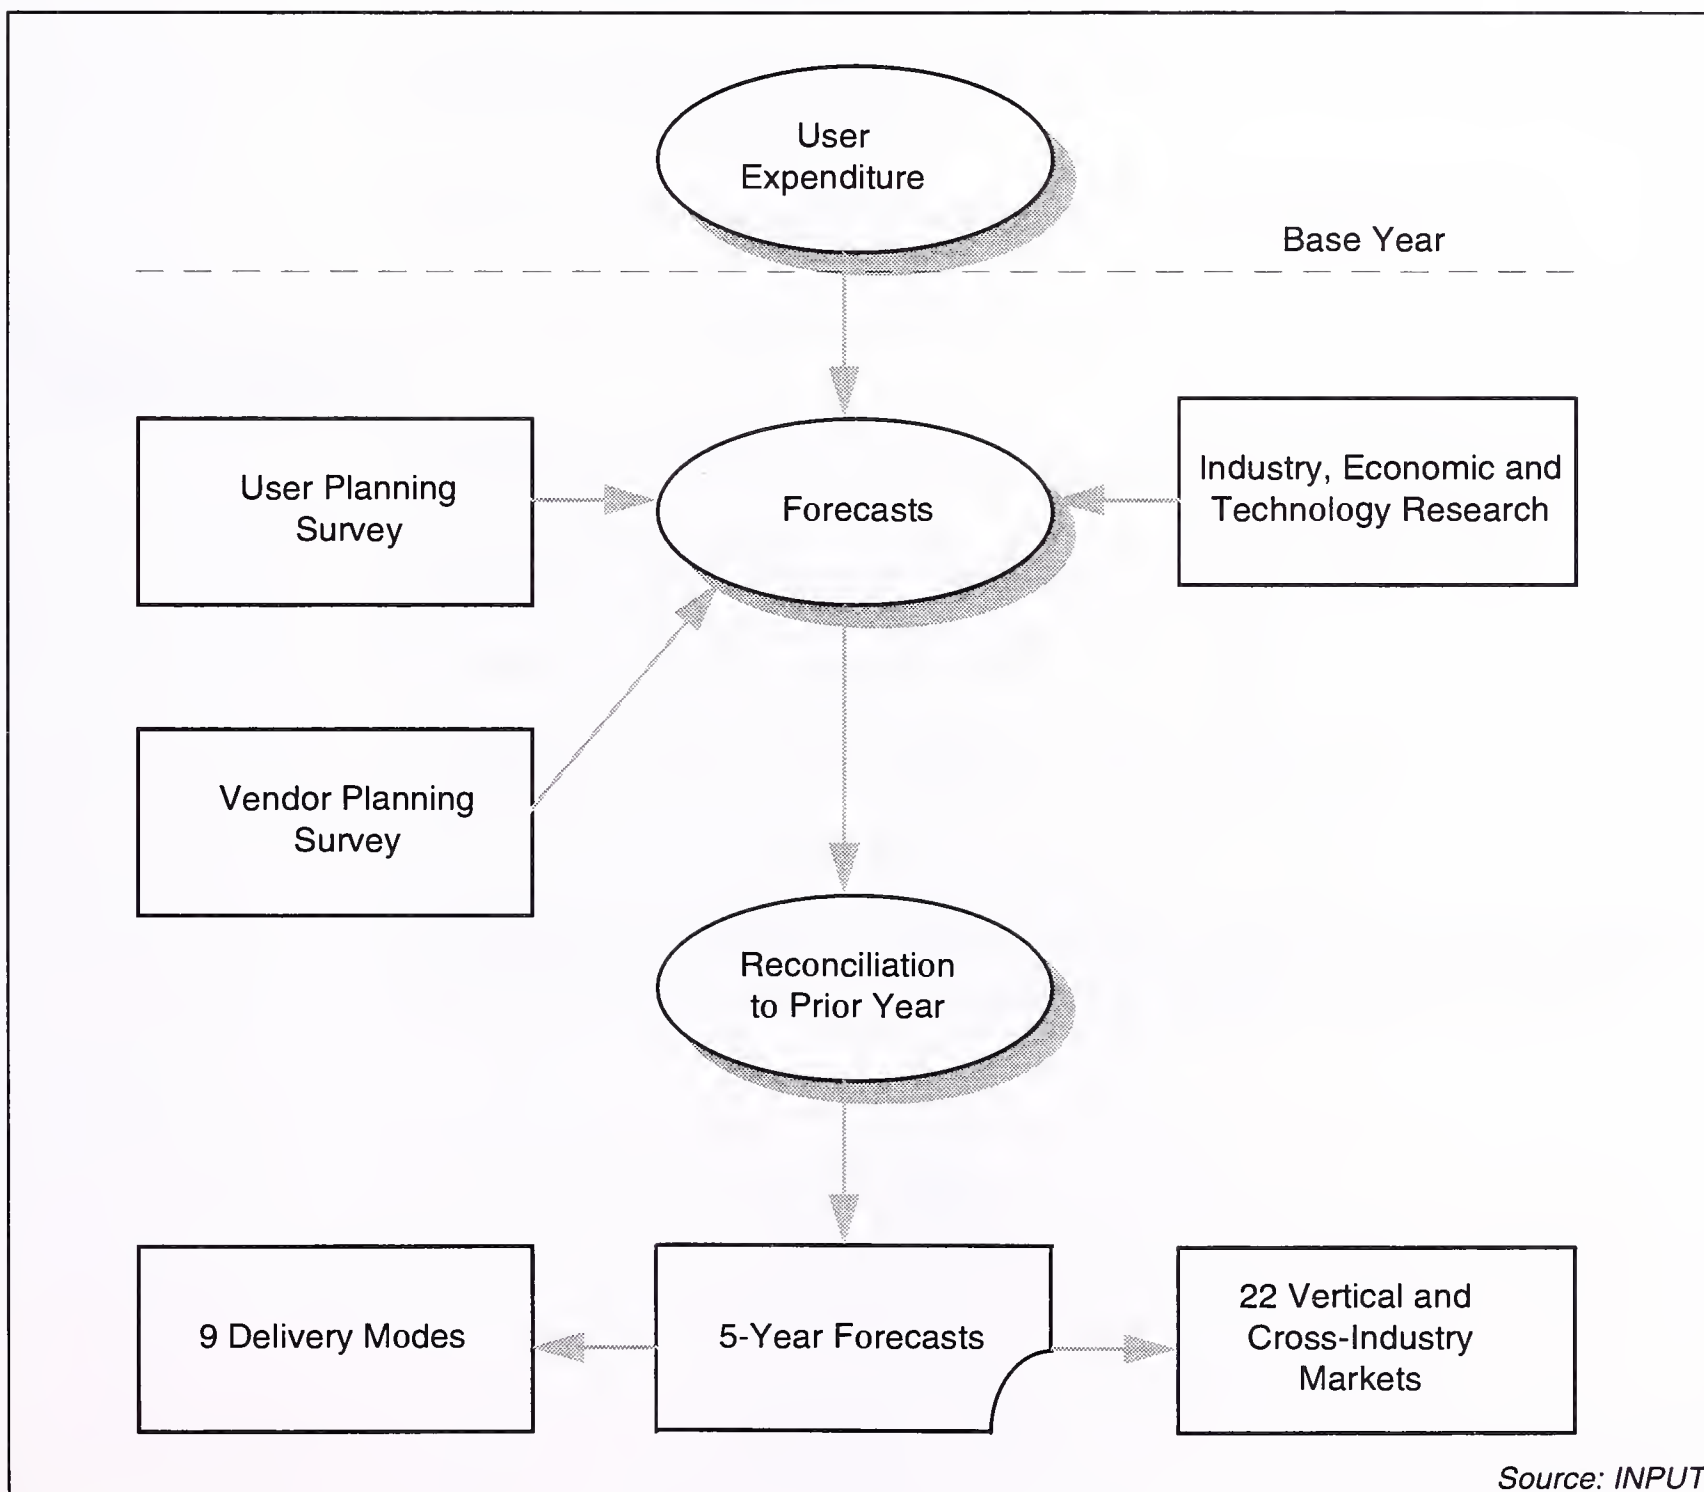 User
Expenditure
Base Year
User Planning
Survey
Forecasts
Industry, Economic and
Technology Research
Vendor Planning
Survey
Reconciliation
to Prior Year
9 Delivery Modes
5-Year Forecasts
22 Vertical and
Cross-Industry
Markets
Source: INPUT